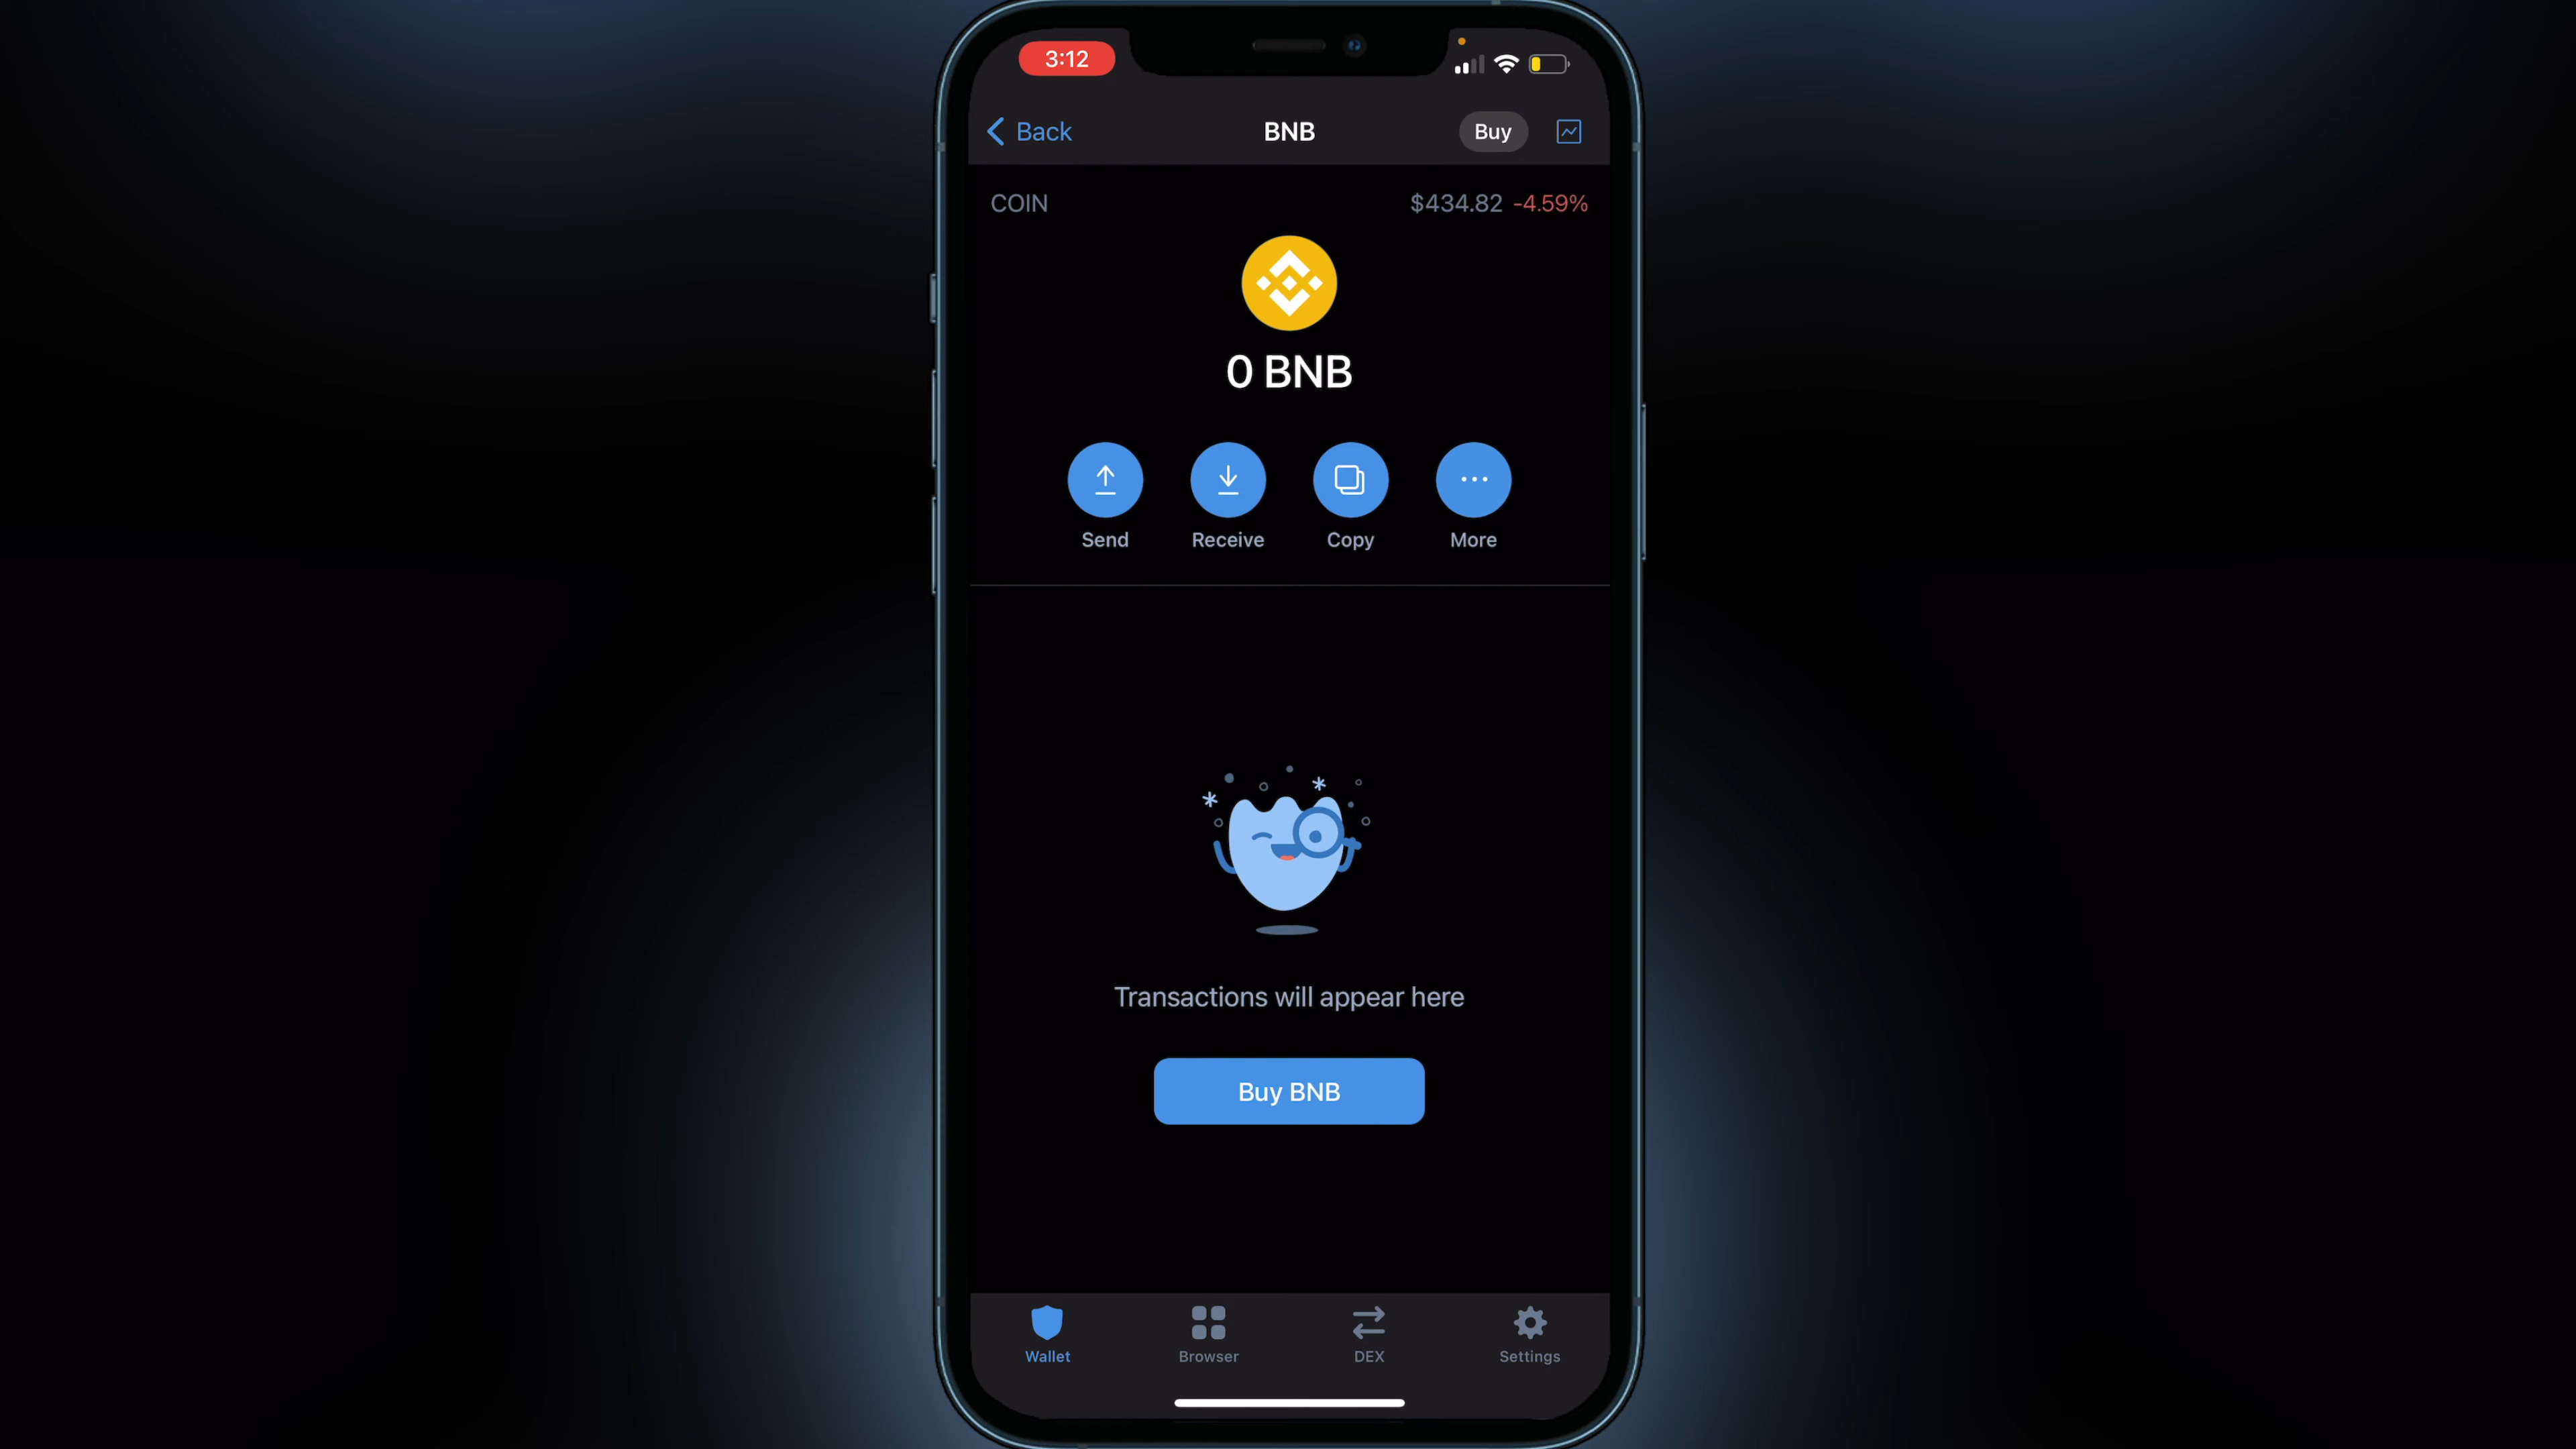 3:12
Back
BNB
Buy
COIN
$434.82 -4.59%
0 BNB
Send
Receive
Copy
More
Transactions will appear here
Buy BNB
Wallet
Browser
DEX
Settings